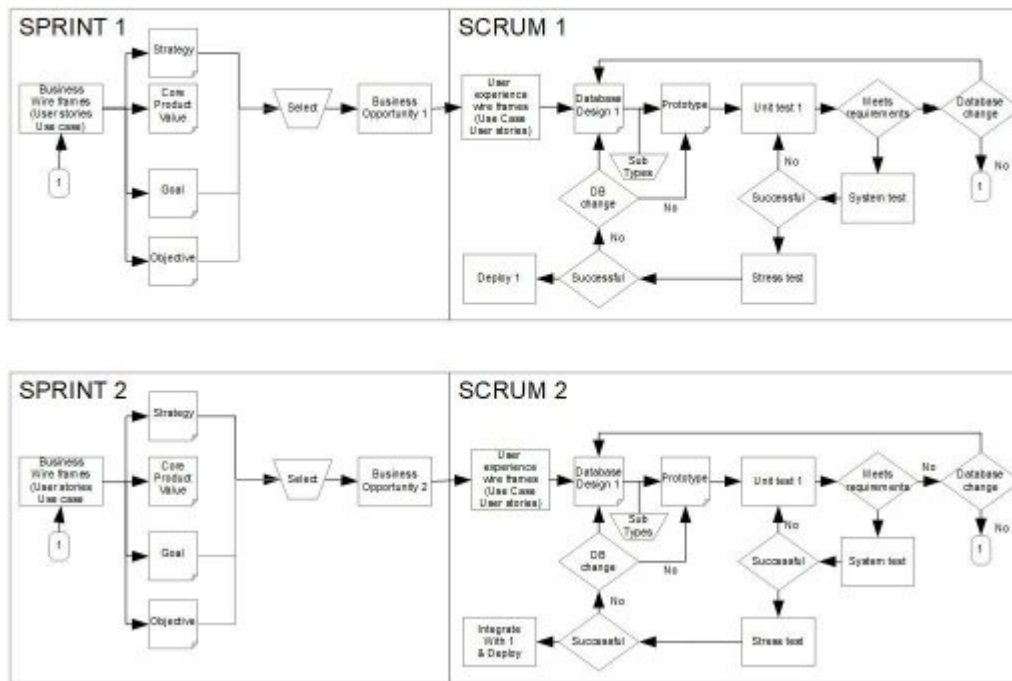 SPRINT 1
Business
Wire frames
(User stories
Use case)
1
Strategy
Core
Product
Value
Goal
Objective
Select
Business
Opportunity 1
SCRUM 1
User
experience
wire frames
(Use Case
User stories)
Database
Design 1
Sub
Types
Prototype
Unit test 1
Meets
requirements
Database
change
No
1
System test
No
Successful
Stress test
DB
change
No
No
Successful
Deploy 1
SPRINT 2
Business
Wire frames
(User stories
Use case
1
Strategy
Core
Product
Value
Goal
Objective
Select
Business
Opportunity 2
SCRUM 2
User
experience
wire frames
(Use Case
User stories)
Database
Design 1
Sub
Types
Prototype
Unit test 1
Meets
requirements
No
Database
change
No
1
System test
No
Successful
Stress test
DB
change
No
No
Successful
Integrate
With 1
& Deploy